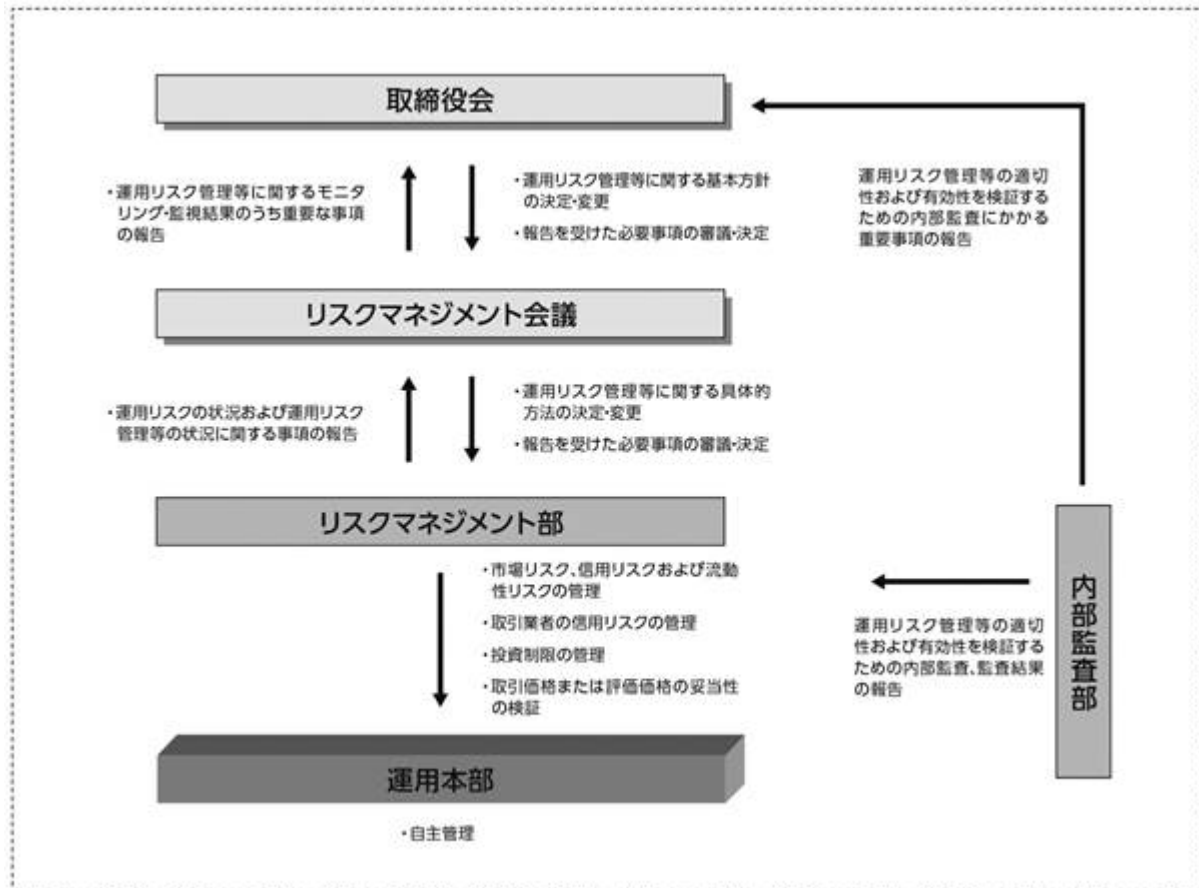 取締役会
・運用リスク管理等に関するモニタ
リング・監視結果のうち重要な事項
の報告
・運用リスク管理等に関する基本方針
の決定・変更
・報告を受けた必要事項の審議・決定
運用リスク管理等の適切
性および有効性を検証する
ための内部監査にかかる
重要事項の報告
リスクマネジメント会議
・運用リスクの状況および運用リスク
管理等の状況に関する事項の報告
・運用リスク管理等に関する具体的
方法の決定・変更
・報告を受けた必要事項の審議・決定
リスクマネジメント部
・市場リスク、信用リスクおよび流動
性リスクの管理
・取引業者の信用リスクの管理
・投資制限の管理
・取引価格または評価価格の妥当性
の検証
運用リスク管理等の適切
性および有効性を検証する
ための内部監査、監査結果
の報告
内部監査部
運用本部
・自主管理